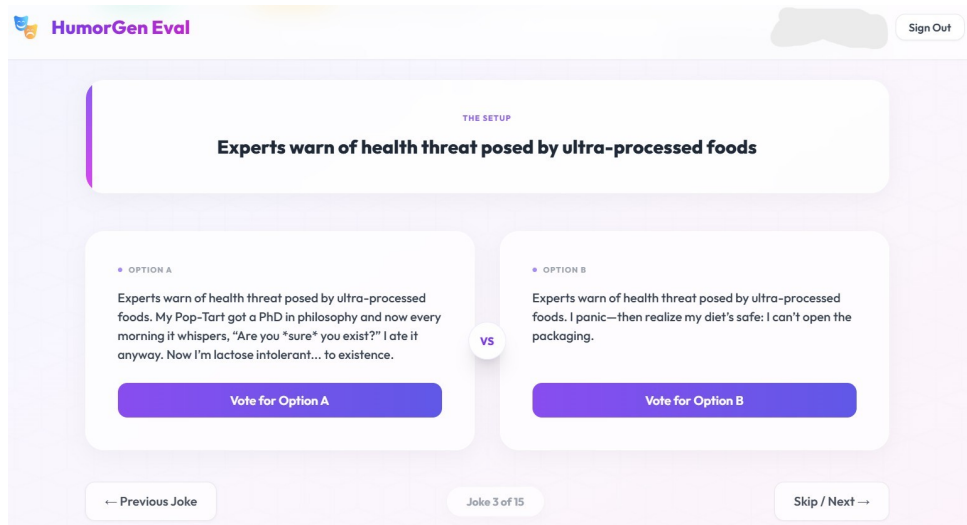 HumorGen Eval
Sign Out
THE SETUP
Experts warn of health threat posed by ultra-processed foods
OPTION A
Experts warn of health threat posed by ultra-processed
foods. My Pop-Tart got a PhD in philosophy and now every
morning it whispers, “Are you *sure* you exist?” I ate it
anyway. Now I’m lactose intolerant... to existence.
Vote for Option A
VS
OPTION B
Experts warn of health threat posed by ultra-processed
foods. I panic—then realize my diet’s safe: I can’t open the
packaging.
Vote for Option B
← Previous Joke
Joke 3 of 15
Skip / Next →